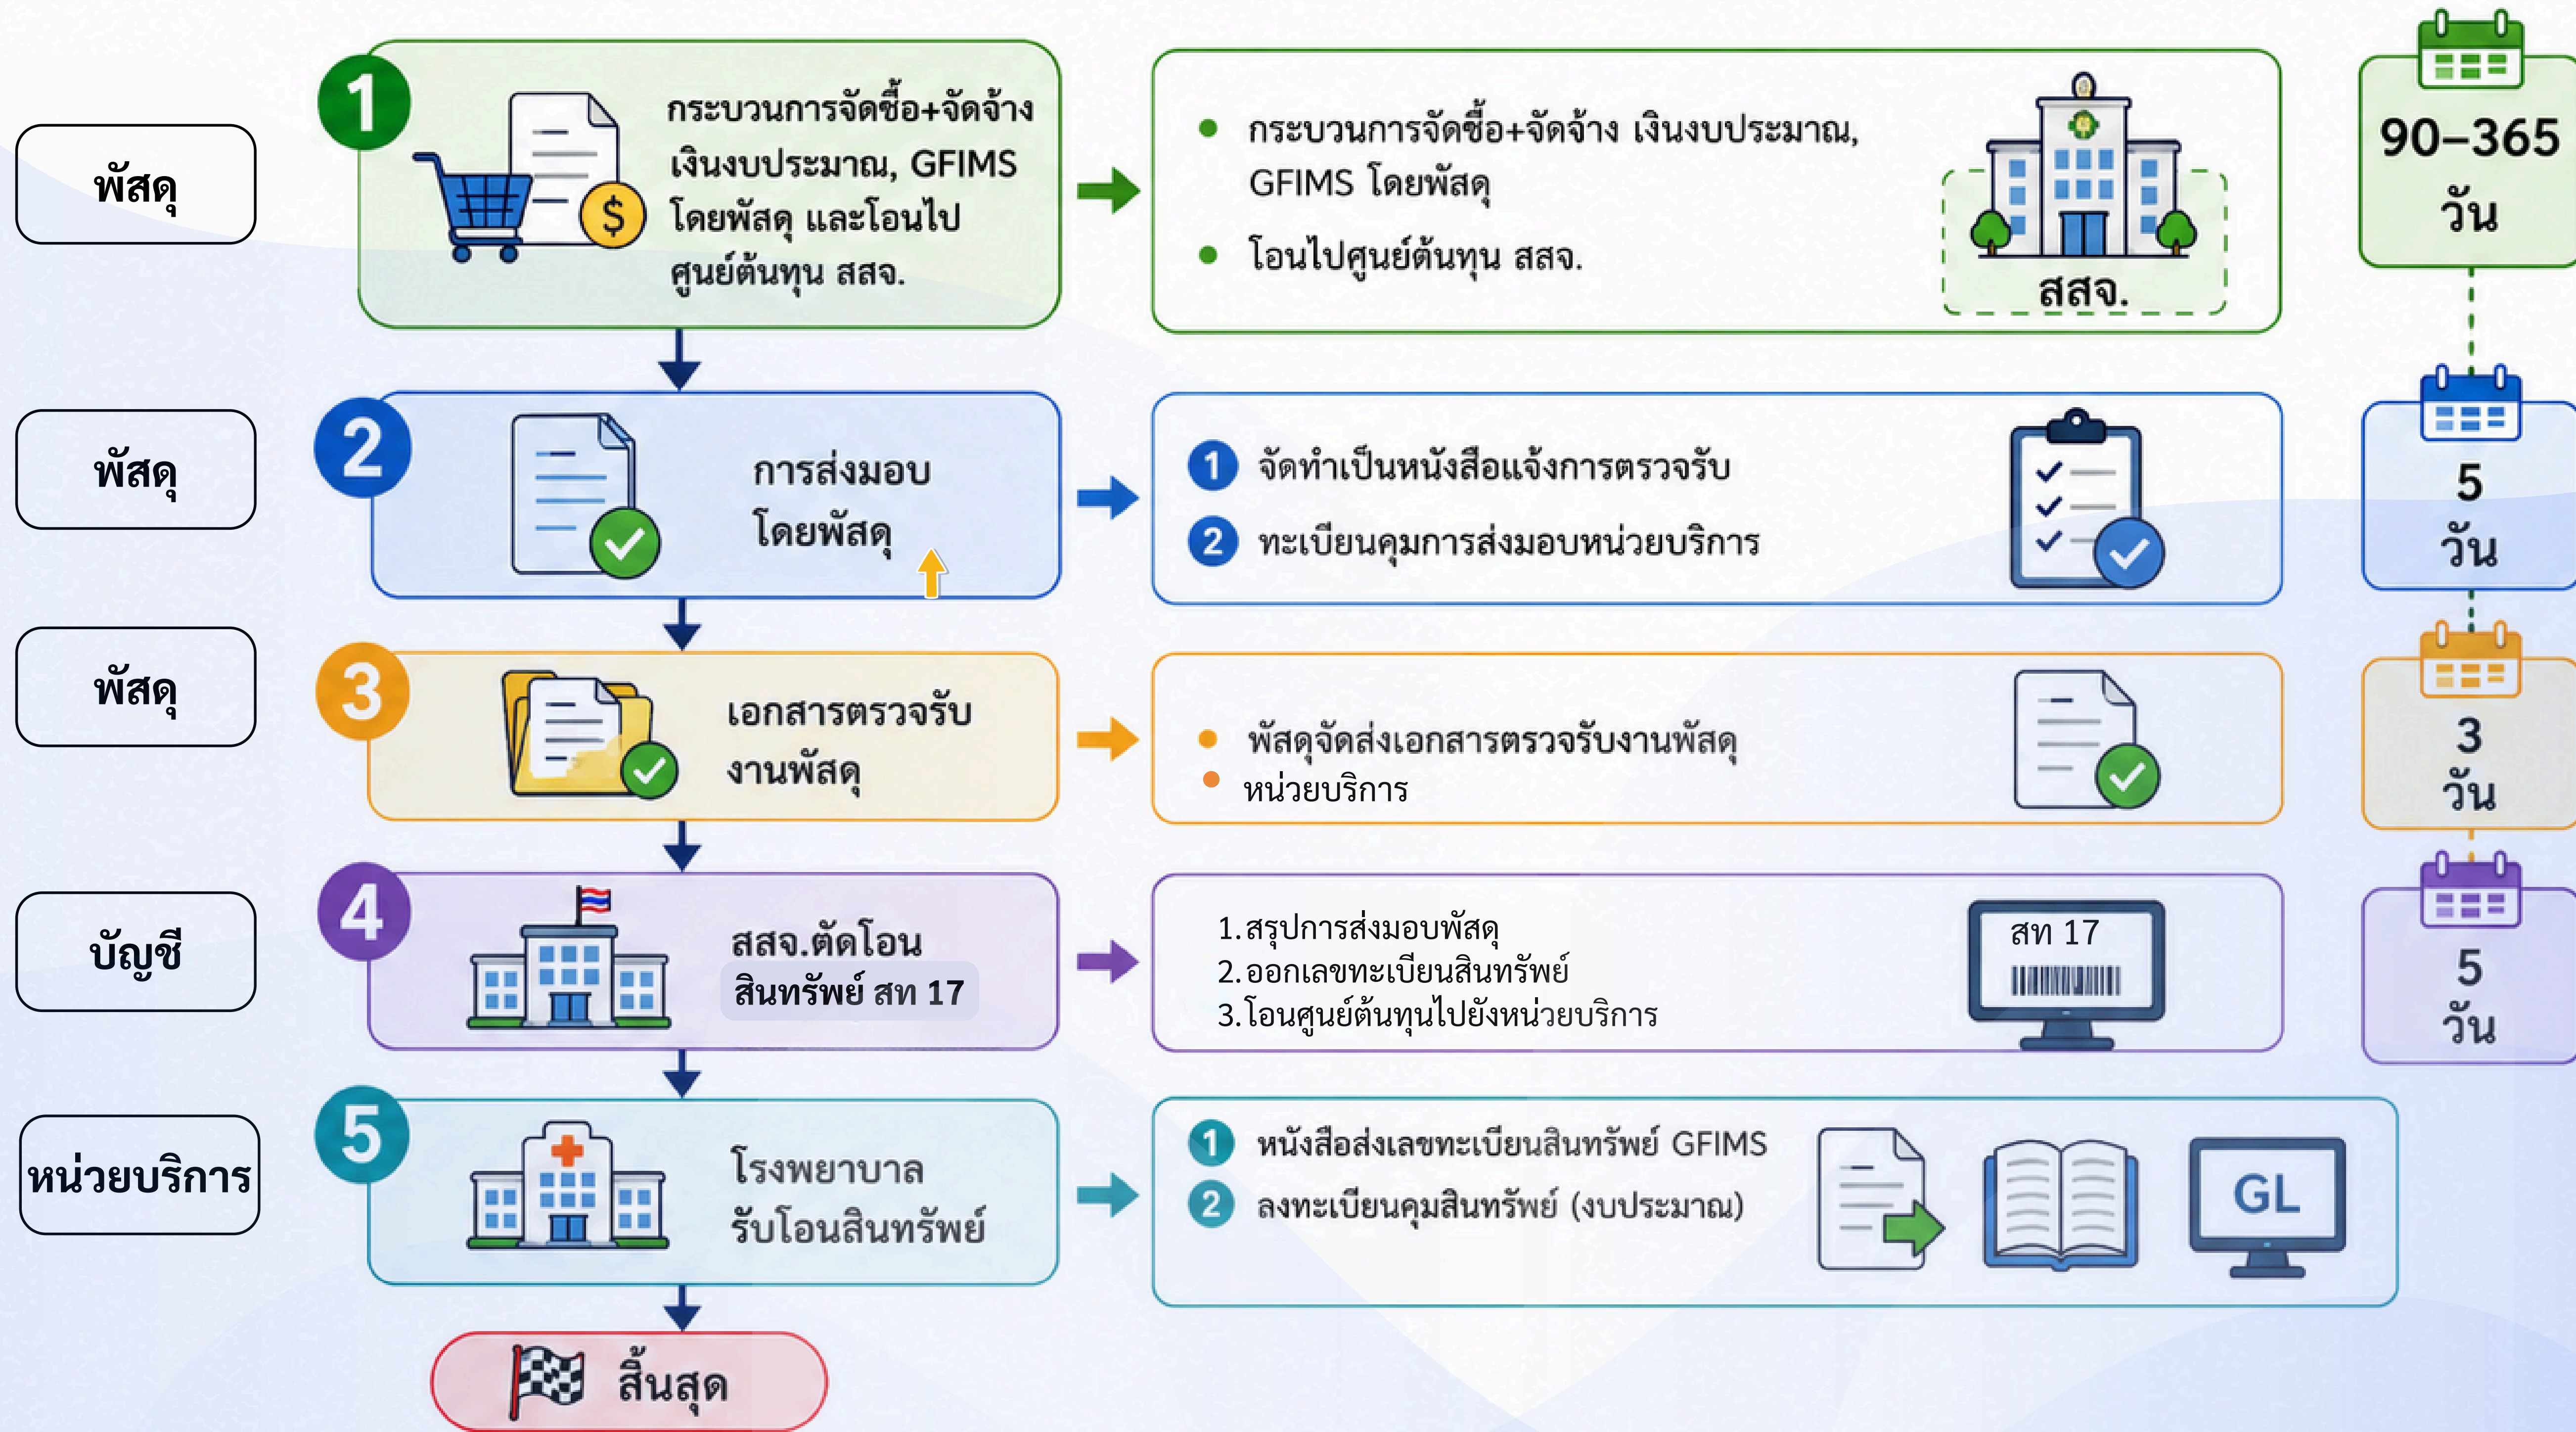 พัสดุ
1
กระบวนการจัดซื้อ+จัดจ้าง
เงินงบประมาณ, GFIMS
โดยพัสดุ และโอนไป
ศูนย์ต้นทุน สสจ.
$
กระบวนการจัดซื้อ+จัดจ้าง เงินงบประมาณ,
GFIMS โดยพัสดุ
โอนไปศูนย์ต้นทุน สสจ.
สสจ.
90–365
วัน
พัสดุ
2
การส่งมอบ
โดยพัสดุ
1 จัดทำเป็นหนังสือแจ้งการตรวจรับ
2 ทะเบียนคุมการส่งมอบหน่วยบริการ
5
วัน
พัสดุ
3
เอกสารตรวจรับ
งานพัสดุ
พัสดุจัดส่งเอกสารตรวจรับงานพัสดุ
หน่วยบริการ
3
วัน
บัญชี
4
สสจ.ตัดโอน
สินทรัพย์ สท 17
1.สรุปการส่งมอบพัสดุ
2.ออกเลขทะเบียนสินทรัพย์
3.โอนศูนย์ต้นทุนไปยังหน่วยบริการ
สท 17
5
วัน
หน่วยบริการ
5
โรงพยาบาล
รับโอนสินทรัพย์
1 หนังสือส่งเลขทะเบียนสินทรัพย์ GFIMS
2 ลงทะเบียนคุมสินทรัพย์ (งบประมาณ)
GL
สิ้นสุด